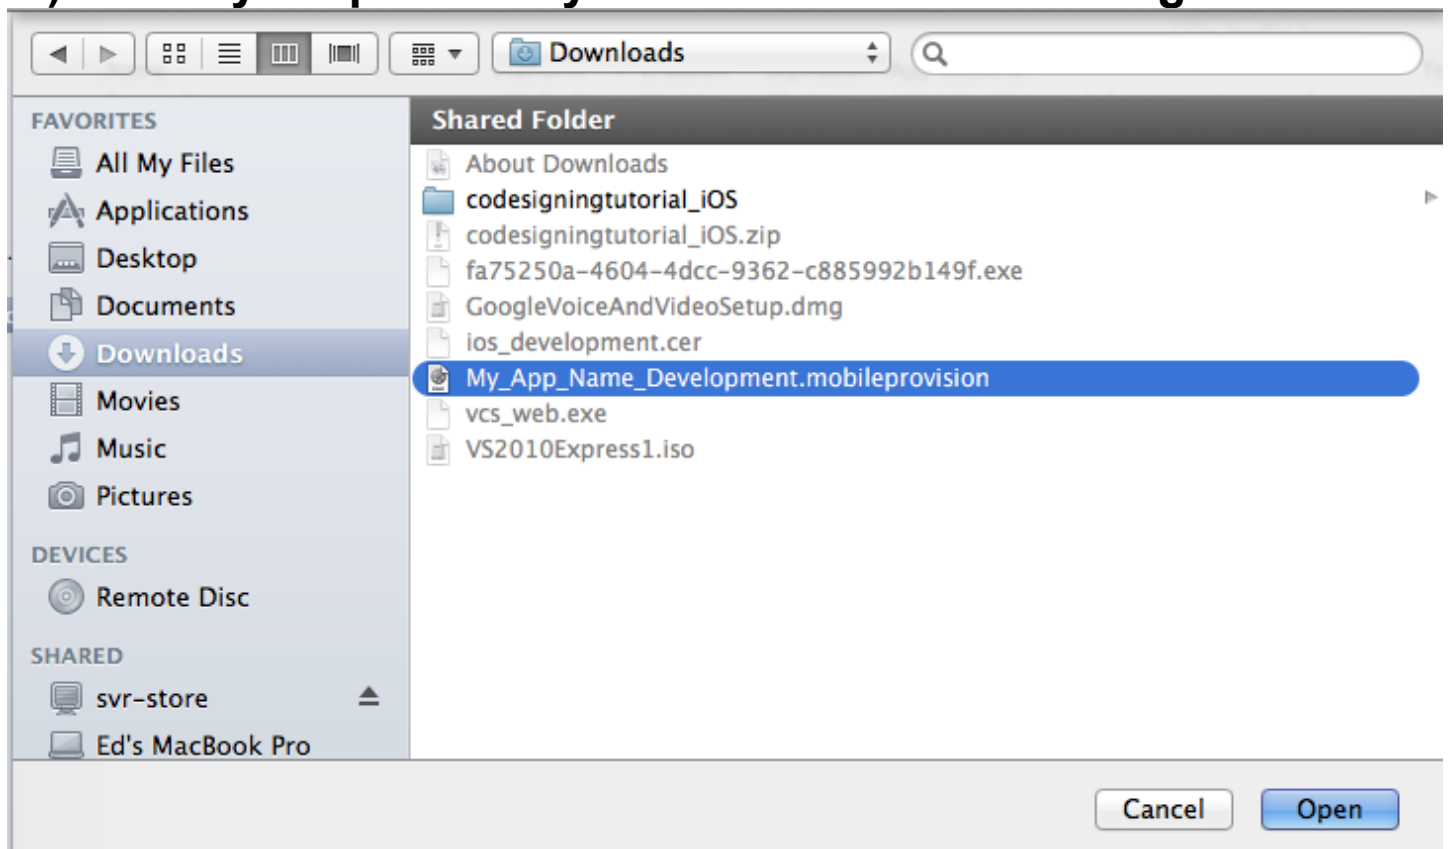 Downloads
FAVORITES
All My Files
Applications
Desktop
Documents
Downloads
Movies
Music
Pictures
DEVICES
Remote Disc
SHARED
svr-store
Ed's MacBook Pro
Shared Folder
About Downloads
codesigningtutorial_iOS
codesigningtutorial_iOS.zip
fa75250a-4604-4dcc-9362-c885992b149f.exe
GoogleVoiceAndVideoSetup.dmg
ios_development.cer
My_App_Name_Development.mobileprovision
vcs_web.exe
VS2010Express1.iso
Cancel
Open